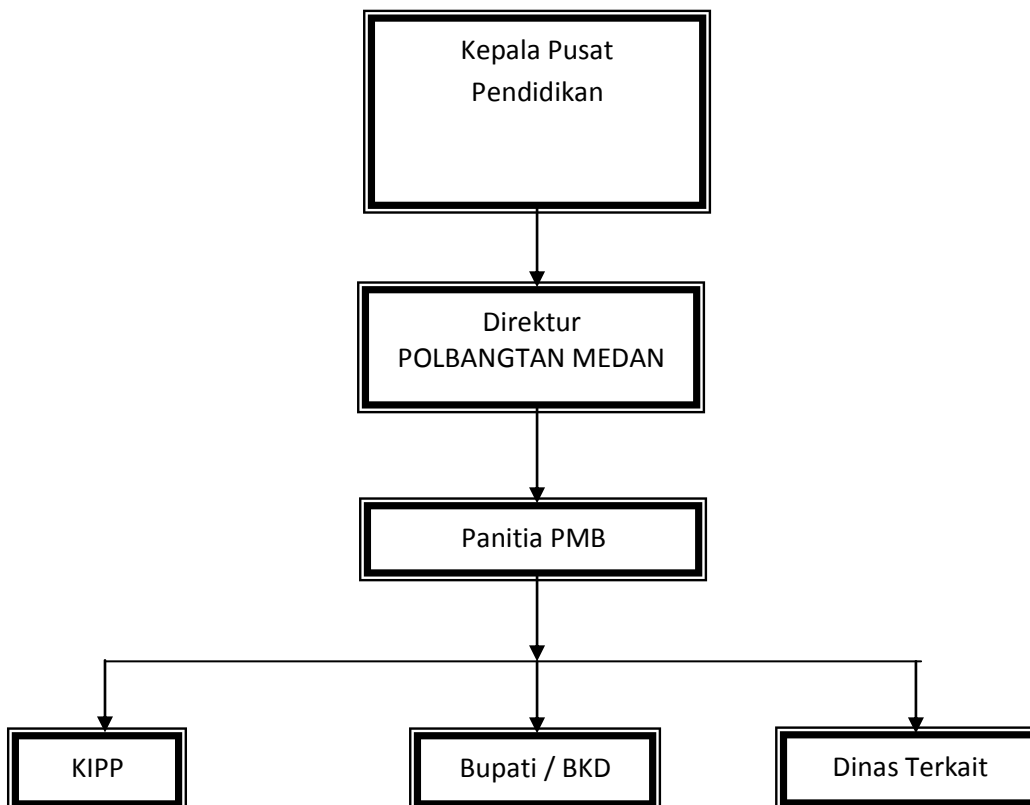 Kepala Pusat
Pendidikan
Direktur
POLBANGTAN MEDAN
Panitia PMB
KIPP
Bupati / BKD
Dinas Terkait